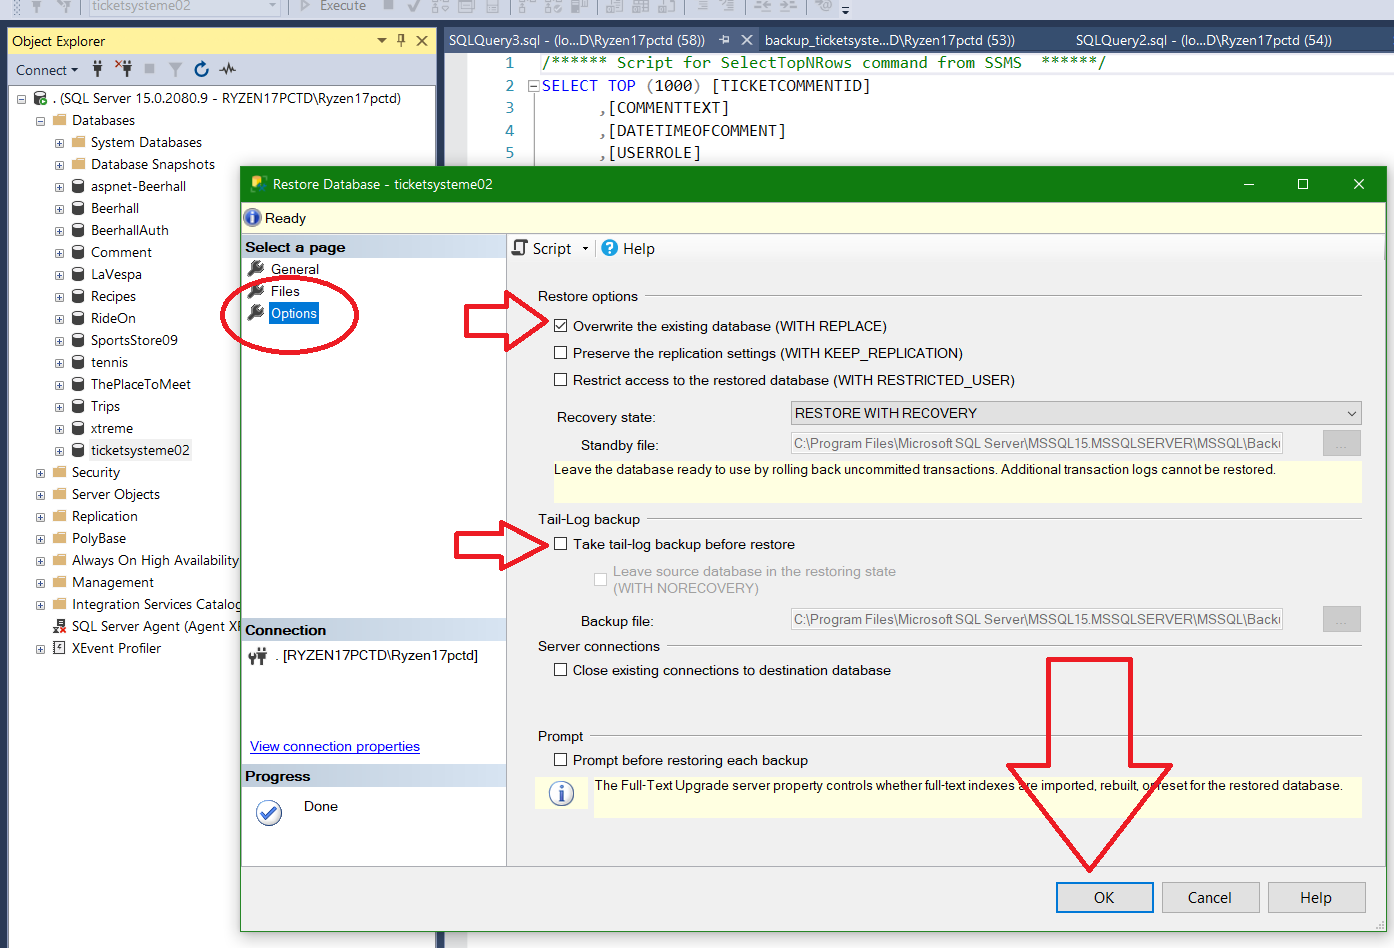 ticketsysteme02
Execute
Object Explorer
Connect
. (SQL Server 15.0.2080.9 - RYZEN17PCTD\Ryzen17pctd)
Databases
System Databases
Database Snapshots
aspnet-Beerhall
Beerhall
BeerhallAuth
Comment
LaVespa
Recipes
RideOn
SportsStore09
tennis
ThePlaceToMeet
Trips
xtreme
ticketsysteme02
Security
Server Objects
Replication
PolyBase
Always On High Availability
Management
Integration Services Catalog
SQL Server Agent (Agent XP
XEvent Profiler
SQLQuery3.sql - (lo...D\Ryzen17pctd (58))
backup_ticketsyste...D\Ryzen17pctd (53))
SQLQuery2.sql - (lo...D\Ryzen17pctd (54))
1 /****** Script for SelectTopNRows command from SSMS ******/
2 SELECT TOP (1000) [TICKETCOMMENTID]
3 ,[COMMENTTEXT]
4 ,[DATETIMEOFCOMMENT]
5 ,[USERROLE]
Restore Database - ticketsysteme02
Ready
Select a page
General
Files
Options
Connection
. [RYZEN17PCTD\Ryzen17pctd]
View connection properties
Progress
Done
Script
Help
Restore options
Overwrite the existing database (WITH REPLACE)
Preserve the replication settings (WITH KEEP_REPLICATION)
Restrict access to the restored database (WITH RESTRICTED_USER)
Recovery state: RESTORE WITH RECOVERY
Standby file: C:\Program Files\Microsoft SQL Server\MSSQL15.MSSQLSERVER\MSSQL\Backu ...
Leave the database ready to use by rolling back uncommitted transactions. Additional transaction logs cannot be restored.
Tail-Log backup
Take tail-log backup before restore
Leave source database in the restoring state
(WITH NORECOVERY)
Backup file: C:\Program Files\Microsoft SQL Server\MSSQL15.MSSQLSERVER\MSSQL\Backu ...
Server connections
Close existing connections to destination database
Prompt
Prompt before restoring each backup
The Full-Text Upgrade server property controls whether full-text indexes are imported, rebuilt, or reset for the restored database.
OK
Cancel
Help